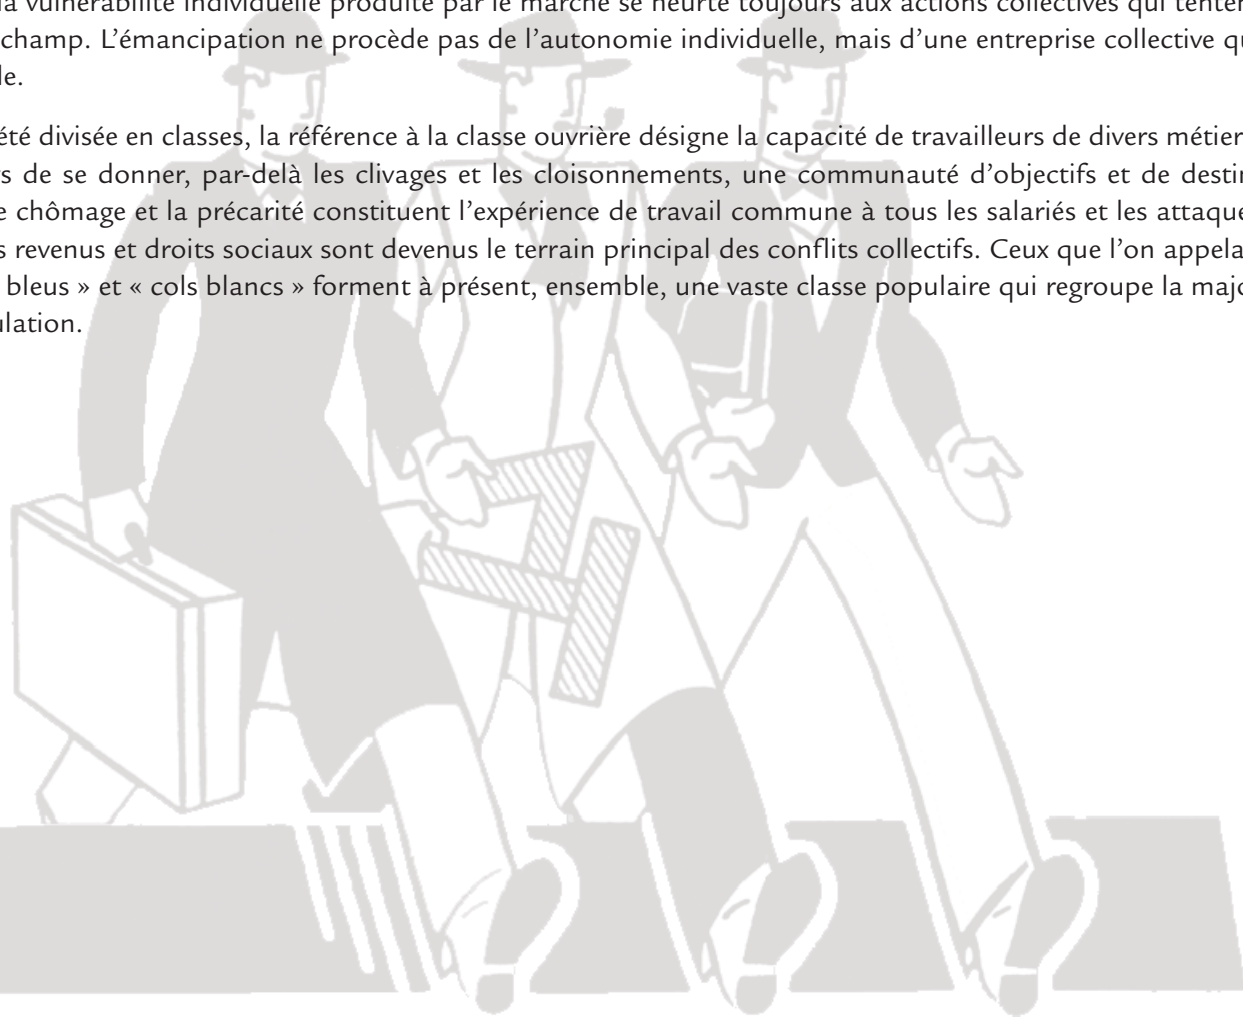 la vulnérabilité individuelle produite par le marché se heurte toujours aux actions collectives qui tenten
champ. L’émancipation ne procède pas de l’autonomie individuelle, mais d’une entreprise collective qu
le.
été divisée en classes, la référence à la classe ouvrière désigne la capacité de travailleurs de divers métier
s de se donner, par-delà les clivages et les cloisonnements, une communauté d’objectifs et de destin
e chômage et la précarité constituent l’expérience de travail commune à tous les salariés et les attaque
s revenus et droits sociaux sont devenus le terrain principal des conflits collectifs. Ceux que l’on appela
bleus » et « cols blancs » forment à présent, ensemble, une vaste classe populaire qui regroupe la majo
ulation.